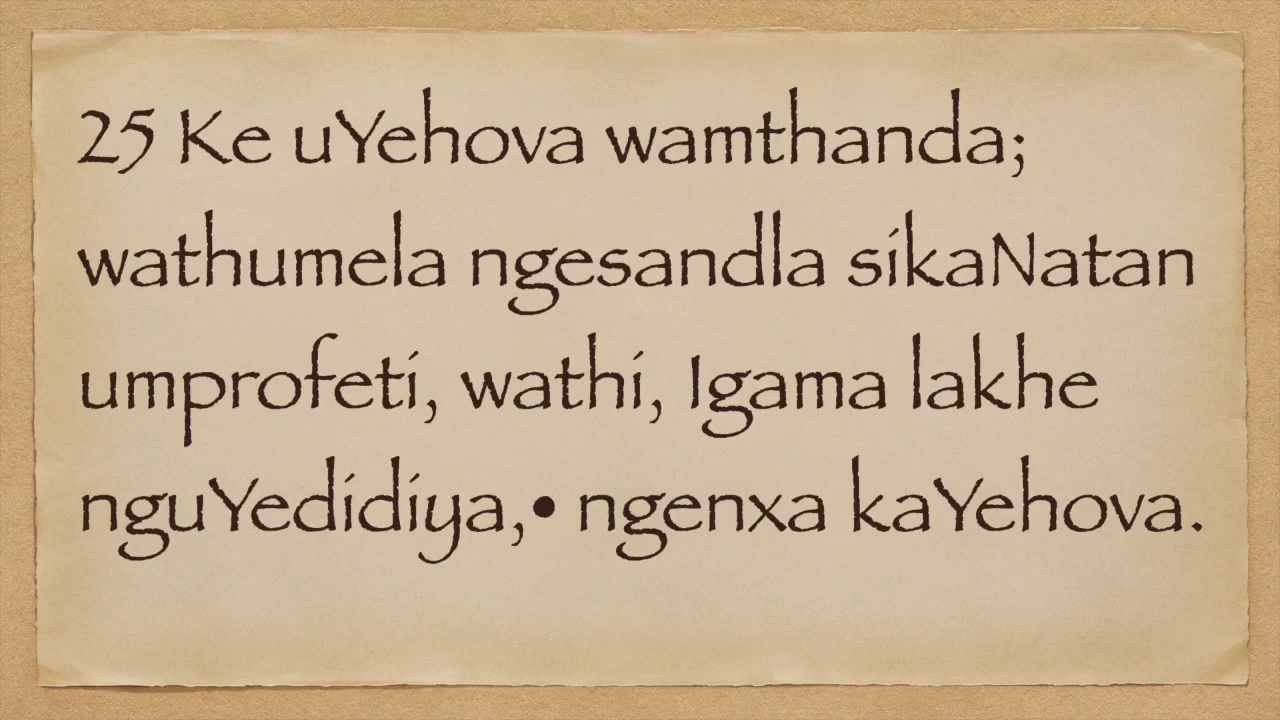 25 Ke uYehova wamthanda;
wathumela ngesandla sikaNatan
umprofeti, wathi, Igama lakhe
nguYedidiya,• ngenxa kaYehova.